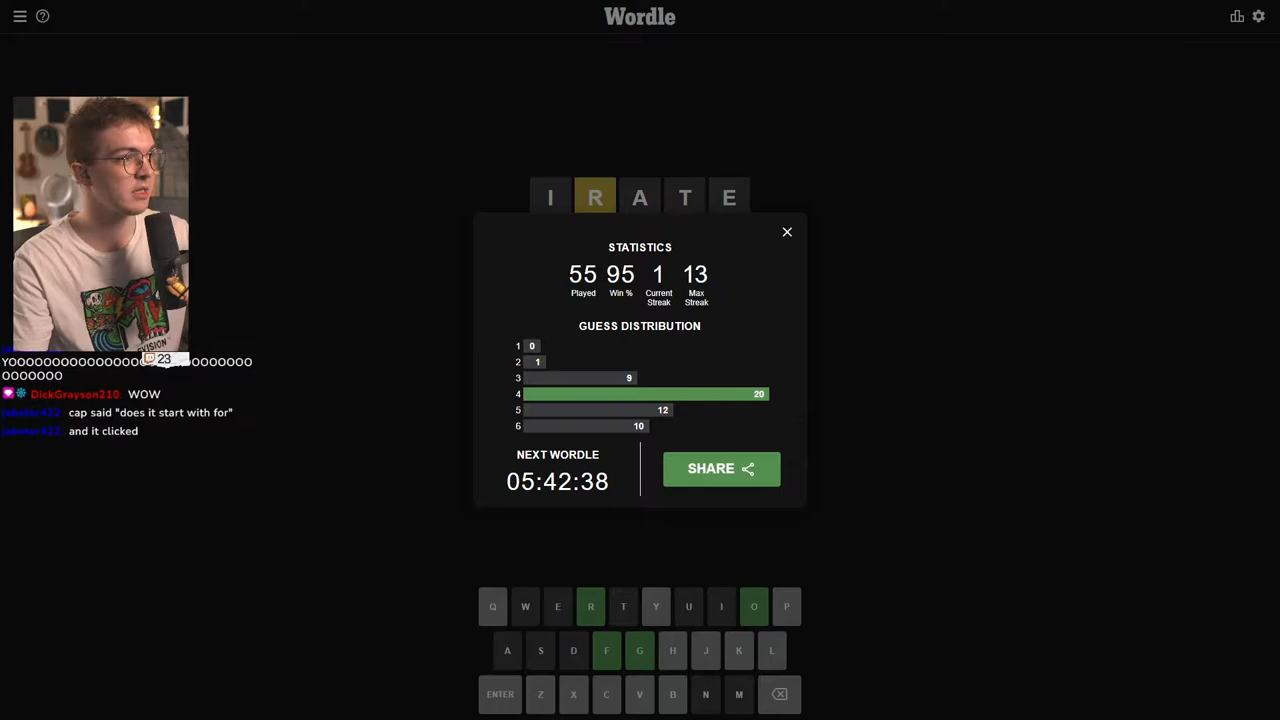 Wordle
I R A T E
STATISTICS
55 95 1 13
Played Win % Current Streak Max Streak
GUESS DISTRIBUTION
1 0
2 1
3 9
4 20
5 12
6 10
NEXT WORDLE
05:42:38
SHARE
23
OOOOOOO
DickGrayson210: WOW
cap said "does it start with for"
and it clicked
Q W E R T Y U I O P
A S D F G H J K L
ENTER Z X C V B N M